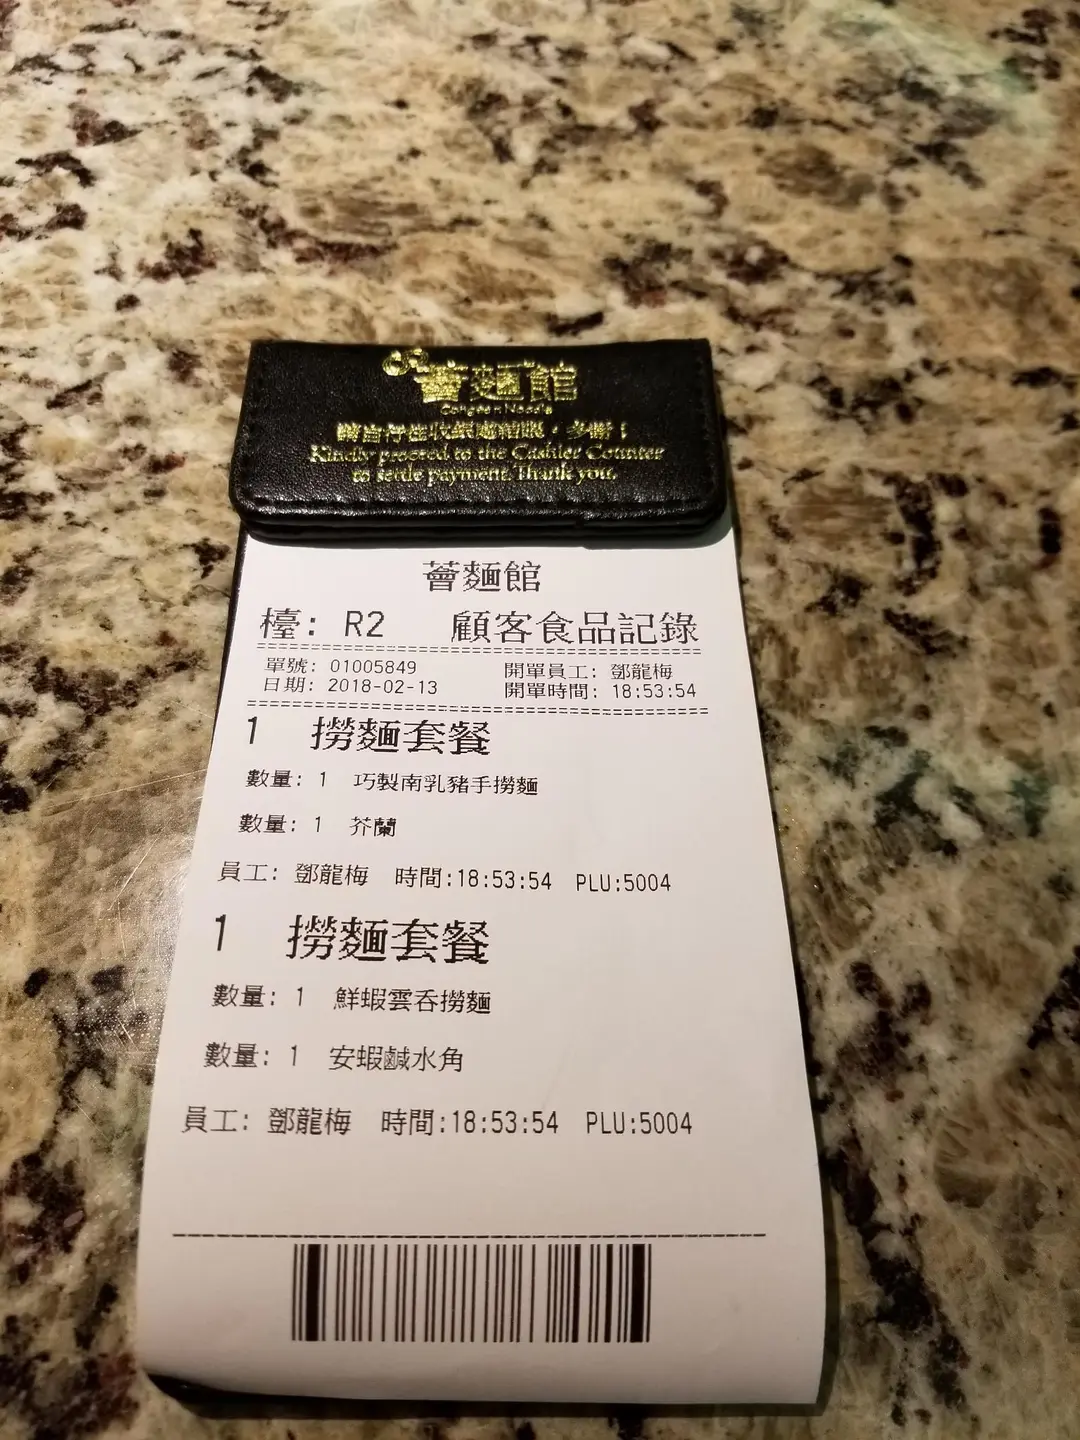 薈麵館
Congee n Noodle
請自行往收銀處結賬，多謝！
Kindly proceed to the Cashier Counter
to settle payment. Thank you.
薈麵館
檯: R2 顧客食品記錄
單號: 01005849 開單員工: 鄧龍梅
日期: 2018-02-13 開單時間: 18:53:54
1 撈麵套餐
數量: 1 巧製南乳豬手撈麵
數量: 1 芥蘭
員工: 鄧龍梅 時間:18:53:54 PLU:5004
1 撈麵套餐
數量: 1 鮮蝦雲吞撈麵
數量: 1 安蝦鹹水角
員工: 鄧龍梅 時間:18:53:54 PLU:5004